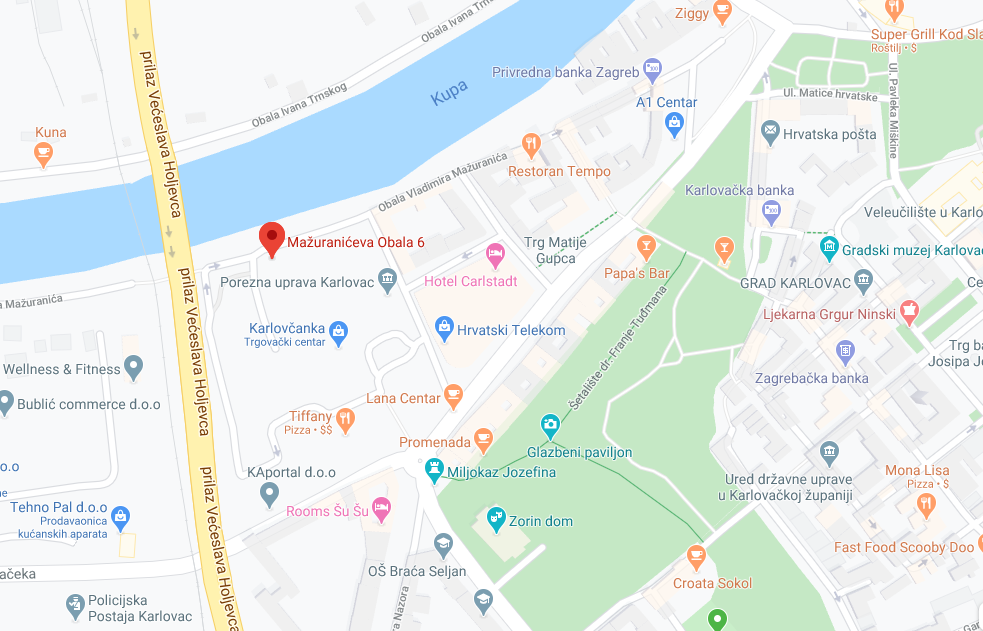 Ziggy
Super Grill Kod Sla
Roštilj • $
Obala Ivana Trnskog
prilaz Većeslava Holjevca
Privredna banka Zagreb
Kupa
Obala Ivana Trnskog
A1 Centar
Ul. Matice hrvatske
Ul. Pavleka Miškine
Kuna
Hrvatska pošta
Obala Vladimira Mažuranića
Restoran Tempo
Karlovačka banka
Veleučilište u Karlo
Mažuranićeva Obala 6
Trg Matije
Gupca
Gradski muzej Karlovac
Papa's Bar
Porezna uprava Karlovac
Hotel Carlstadt
GRAD KARLOVAC
Ce
a Mažuranića
prilaz Većeslava Holjevca
Ljekarna Grgur Ninski
Karlovčanka
Trgovački centar
Hrvatski Telekom
Šetalište dr. Franje Tuđmana
Trg ba
Josipa Je
Wellness & Fitness
Zagrebačka banka
Bublić commerce d.o.o
Lana Centar
Tiffany
Pizza • $$
Promenada
Glazbeni paviljon
o.o
KAportal d.o.o
Miljokaz Jozefina
Ured državne uprave
u Karlovačkoj županiji
Mona Lisa
Pizza • $
prilaz Većeslava Holjevca
ne
Tehno Pal d.o.o
Prodavaonica
kućanskih aparata
Rooms Šu Šu
Zorin dom
Fast Food Scooby Doo
ačeka
OŠ Braća Seljan
Croata Sokol
Policijska
Postaja Karlovac
ara Nazora
Gar